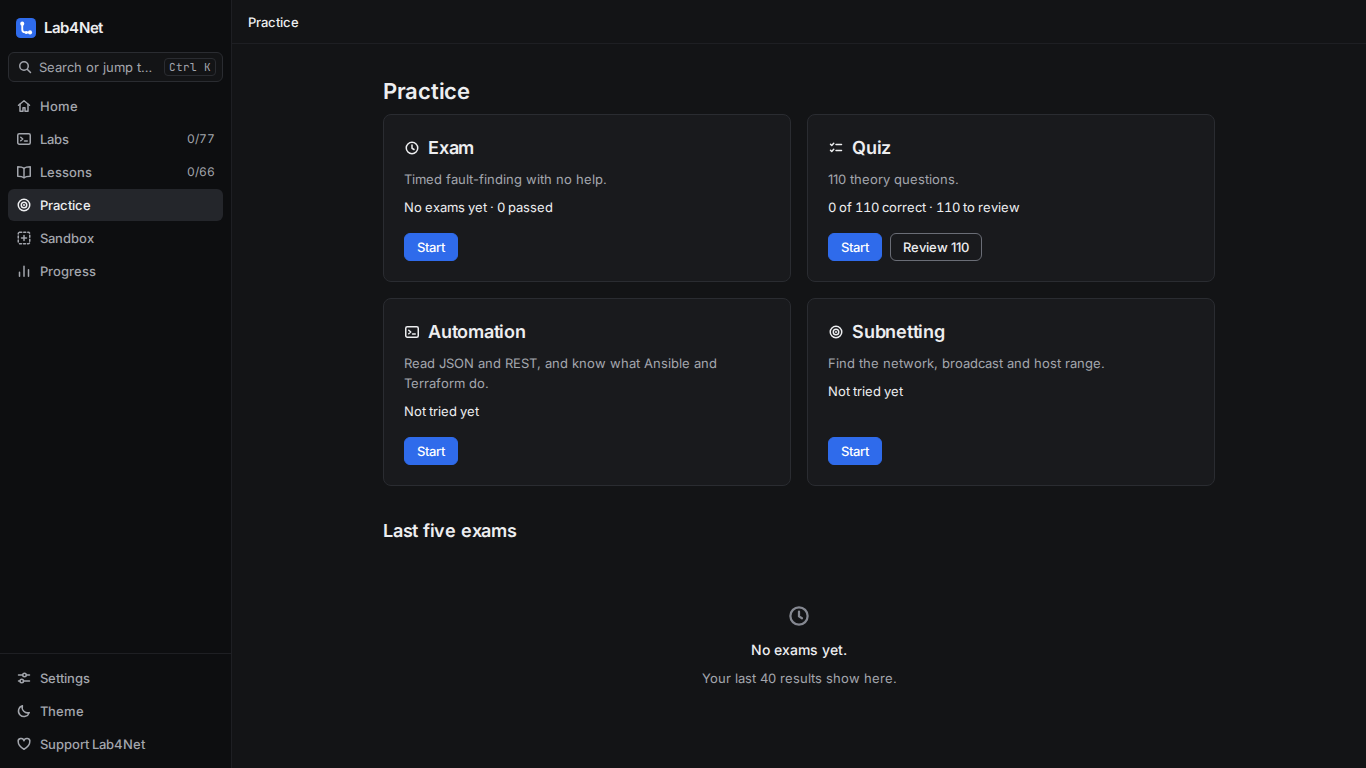 Lab4Net
Search or jump t... Ctrl K
Home
Labs 0/77
Lessons 0/66
Practice
Sandbox
Progress
Settings
Theme
Support Lab4Net
Practice
Practice
Exam
Timed fault-finding with no help.
No exams yet · 0 passed
Start
Quiz
110 theory questions.
0 of 110 correct · 110 to review
Start Review 110
Automation
Read JSON and REST, and know what Ansible and
Terraform do.
Not tried yet
Start
Subnetting
Find the network, broadcast and host range.
Not tried yet
Start
Last five exams
No exams yet.
Your last 40 results show here.